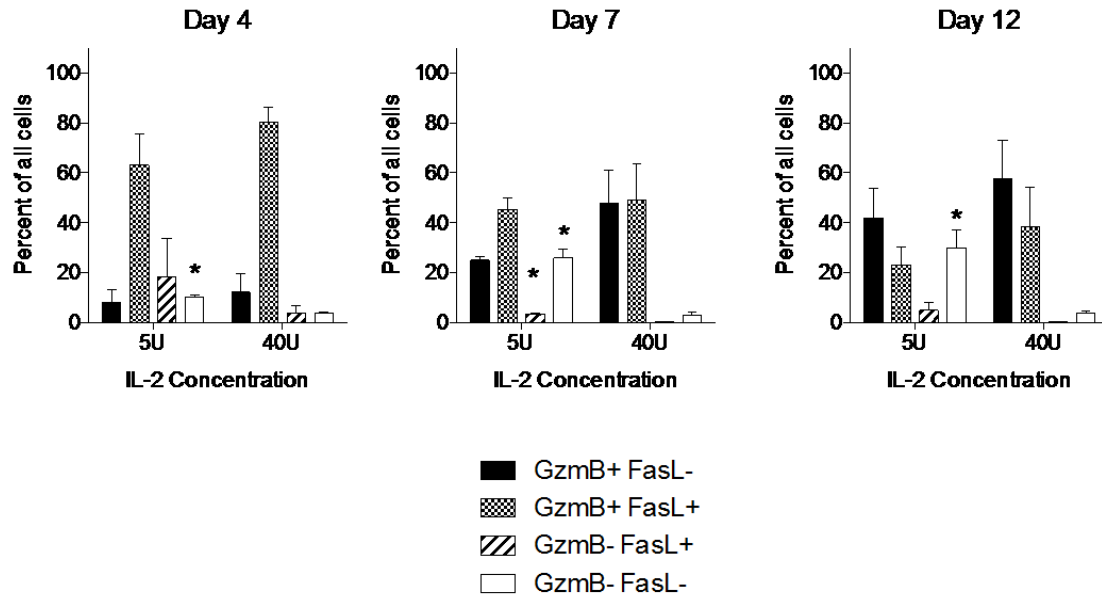 Day 4
Day 7
Day 12
Percent of all cells
100
80
60
40
20
0
*
5U
40U
IL-2 Concentration
Percent of all cells
100
80
60
40
20
0
*
*
5U
40U
IL-2 Concentration
Percent of all cells
100
80
60
40
20
0
*
5U
40U
IL-2 Concentration
GzmB+ FasL-
GzmB+ FasL+
GzmB- FasL+
GzmB- FasL-